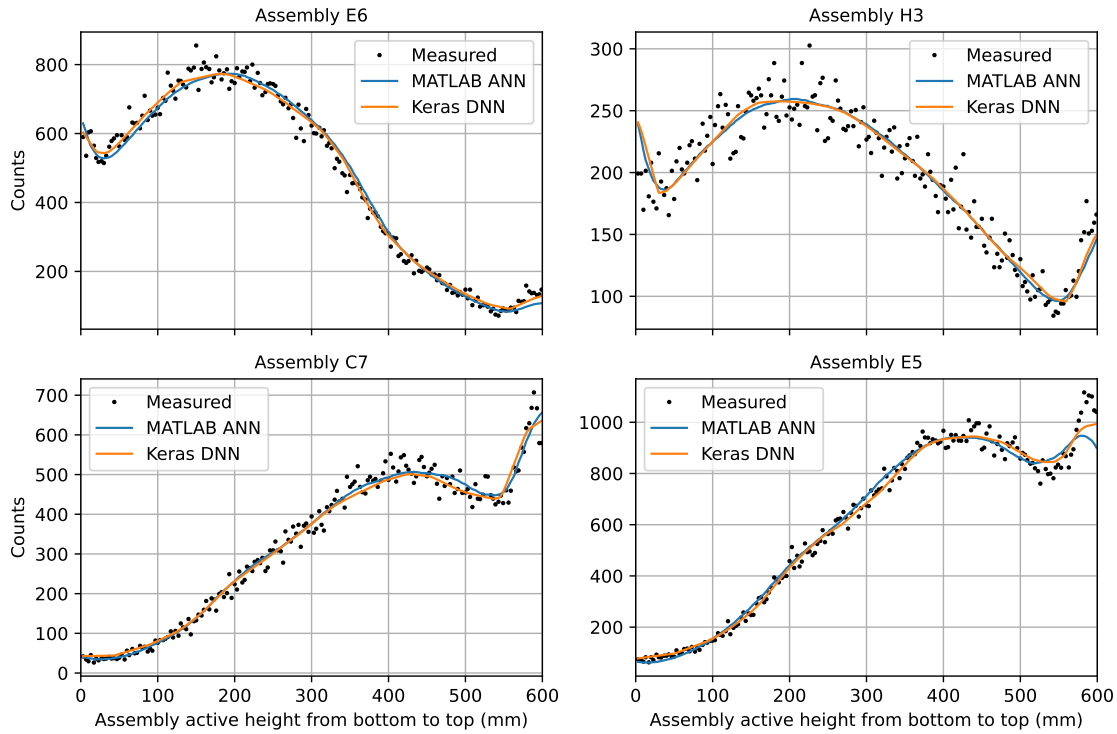 Assembly E6
800
600
400
200
Counts
Measured
MATLAB ANN
Keras DNN
Assembly H3
300
250
200
150
100
Measured
MATLAB ANN
Keras DNN
Assembly C7
700
600
500
400
300
200
100
0
Counts
Measured
MATLAB ANN
Keras DNN
0 100 200 300 400 500 600
Assembly active height from bottom to top (mm)
Assembly E5
1000
800
600
400
200
Measured
MATLAB ANN
Keras DNN
0 100 200 300 400 500 600
Assembly active height from bottom to top (mm)